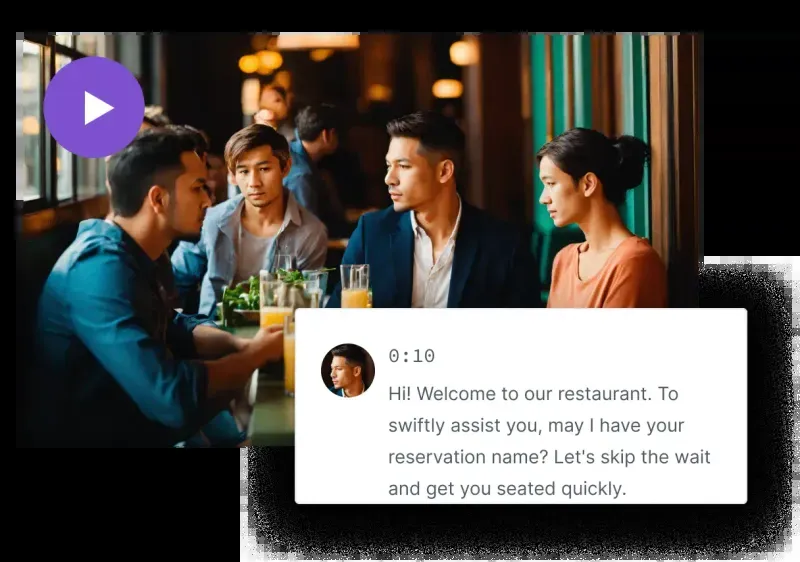 0:10
Hi! Welcome to our restaurant. To
swiftly assist you, may I have your
reservation name? Let's skip the wait
and get you seated quickly.